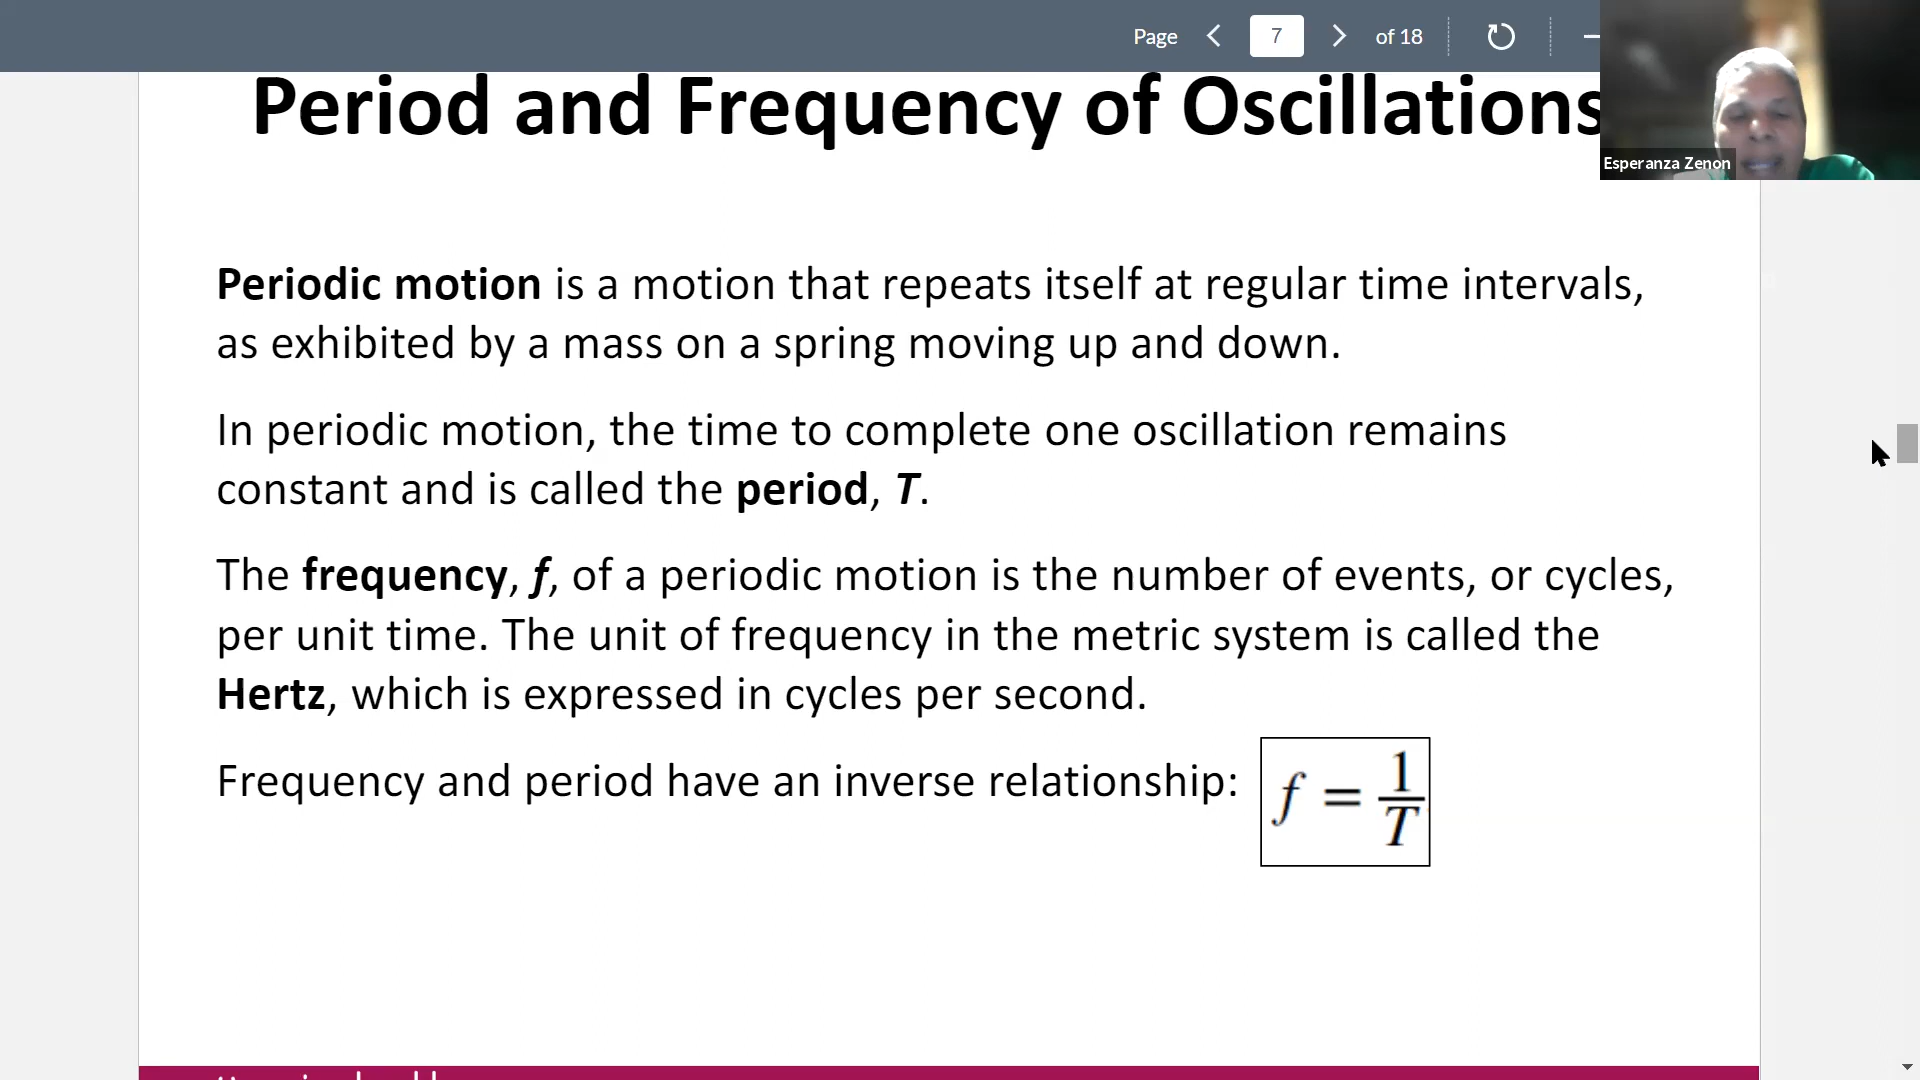 Page 7 of 18
Period and Frequency of Oscillations
Esperanza Zenon
Periodic motion is a motion that repeats itself at regular time intervals,
as exhibited by a mass on a spring moving up and down.
In periodic motion, the time to complete one oscillation remains
constant and is called the period, T.
The frequency, f, of a periodic motion is the number of events, or cycles,
per unit time. The unit of frequency in the metric system is called the
Hertz, which is expressed in cycles per second.
Frequency and period have an inverse relationship: f = 1/T